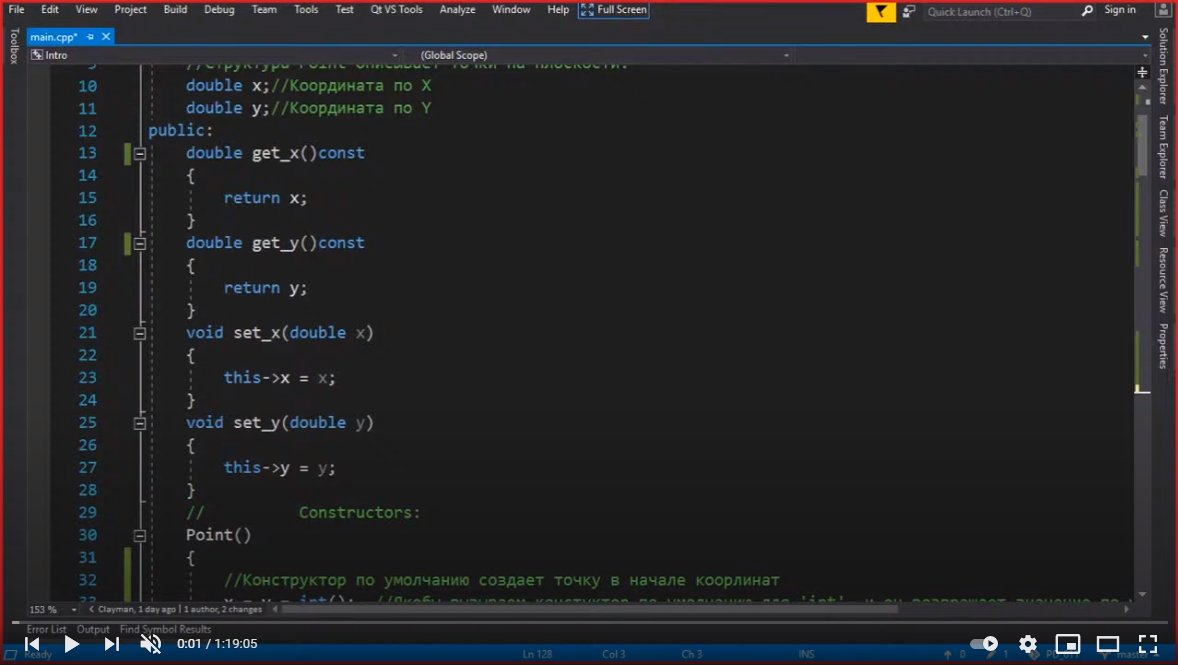 File Edit View Project Build Debug Team Tools Test Qt VS Tools Analyze Window Help Full Screen Quick Launch (Ctrl+Q) Sign in
main.cpp*
Toolbox
Intro (Global Scope)
9 //Структура Point описывает точки на плоскости.
10 double x;//Координата по X
11 double y;//Координата по Y
12 public:
13 double get_x()const
14 {
15 return x;
16 }
17 double get_y()const
18 {
19 return y;
20 }
21 void set_x(double x)
22 {
23 this->x = x;
24 }
25 void set_y(double y)
26 {
27 this->y = y;
28 }
29 // Constructors:
30 Point()
31 {
32 //Конструктор по умолчанию создает точку в начале коорлинат
33 x = y = int();
Solution Explorer
Team Explorer
Class View
Resource View
Properties
153 % Clayman, 1 day ago | 1 author, 2 changes
Error List Output Find Symbol Results
0:01 / 1:19:05
Ready Ln 128 Col 3 Ch 3 INS 0 1 master